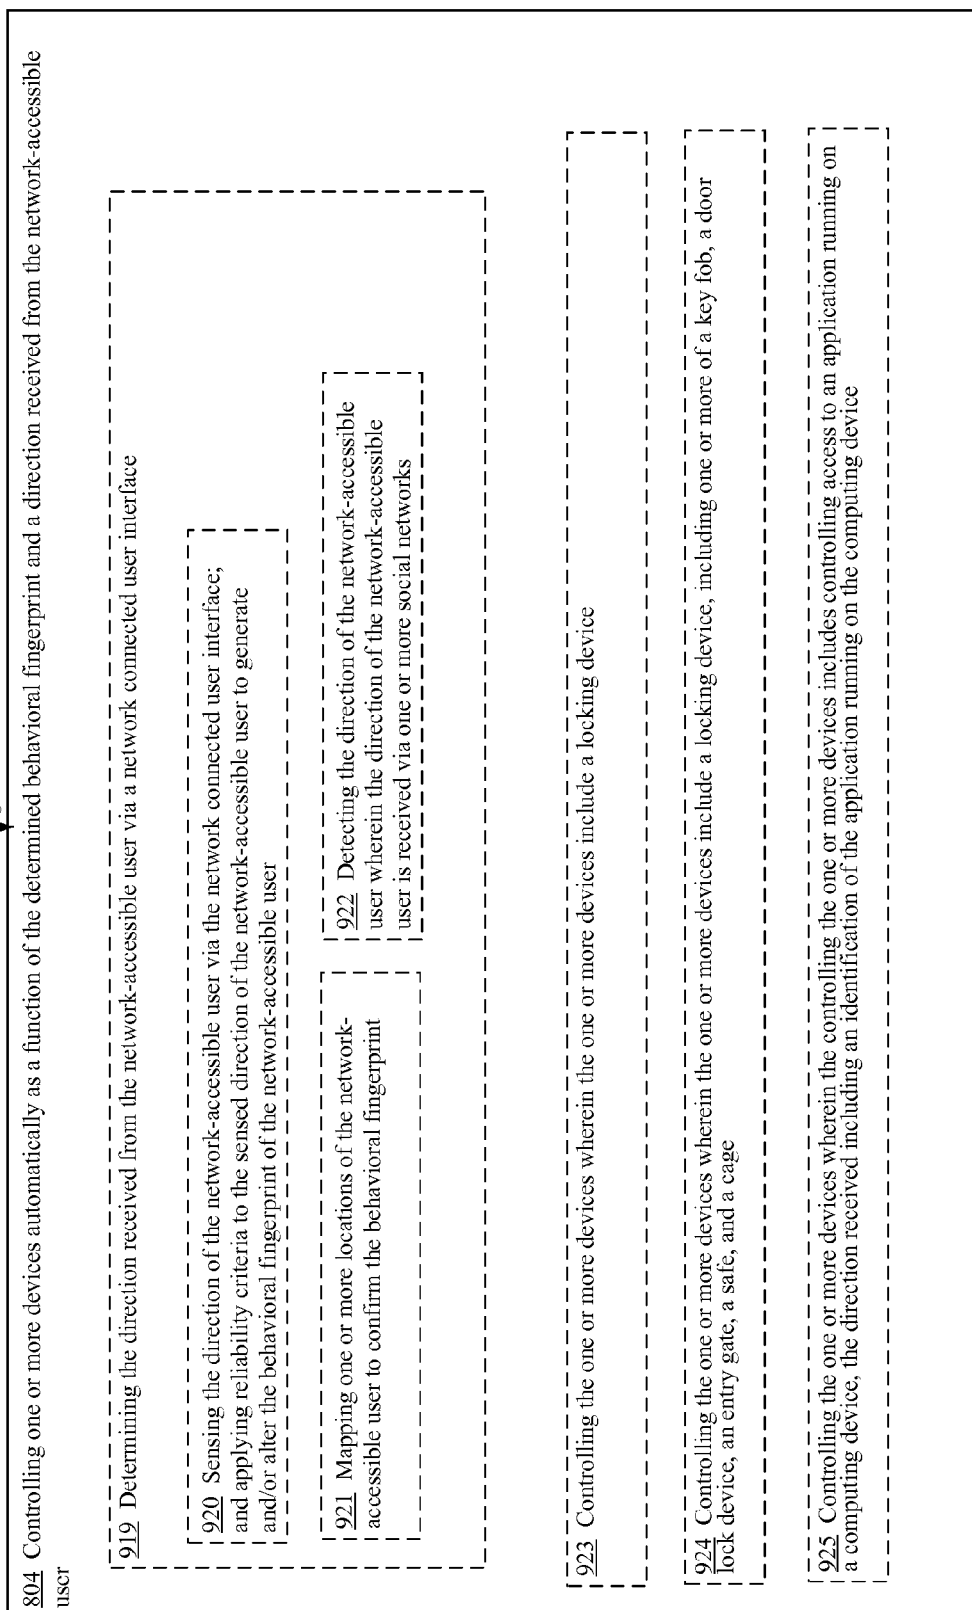 804 Controlling one or more devices automatically as a function of the determined behavioral fingerprint and a direction received from the network-accessible
user
919 Determining the direction received from the network-accessible user via a network connected user interface
920 Sensing the direction of the network-accessible user via the network connected user interface;
and applying reliability criteria to the sensed direction of the network-accessible user to generate
and/or alter the behavioral fingerprint of the network-accessible user
921 Mapping one or more locations of the network-
accessible user to confirm the behavioral fingerprint
922 Detecting the direction of the network-accessible
user wherein the direction of the network-accessible
user is received via one or more social networks
923 Controlling the one or more devices wherein the one or more devices include a locking device
924 Controlling the one or more devices wherein the one or more devices include a locking device, including one or more of a key fob, a door
lock device, an entry gate, a safe, and a cage
925 Controlling the one or more devices wherein the controlling the one or more devices includes controlling access to an application running on
a computing device, the direction received including an identification of the application running on the computing device